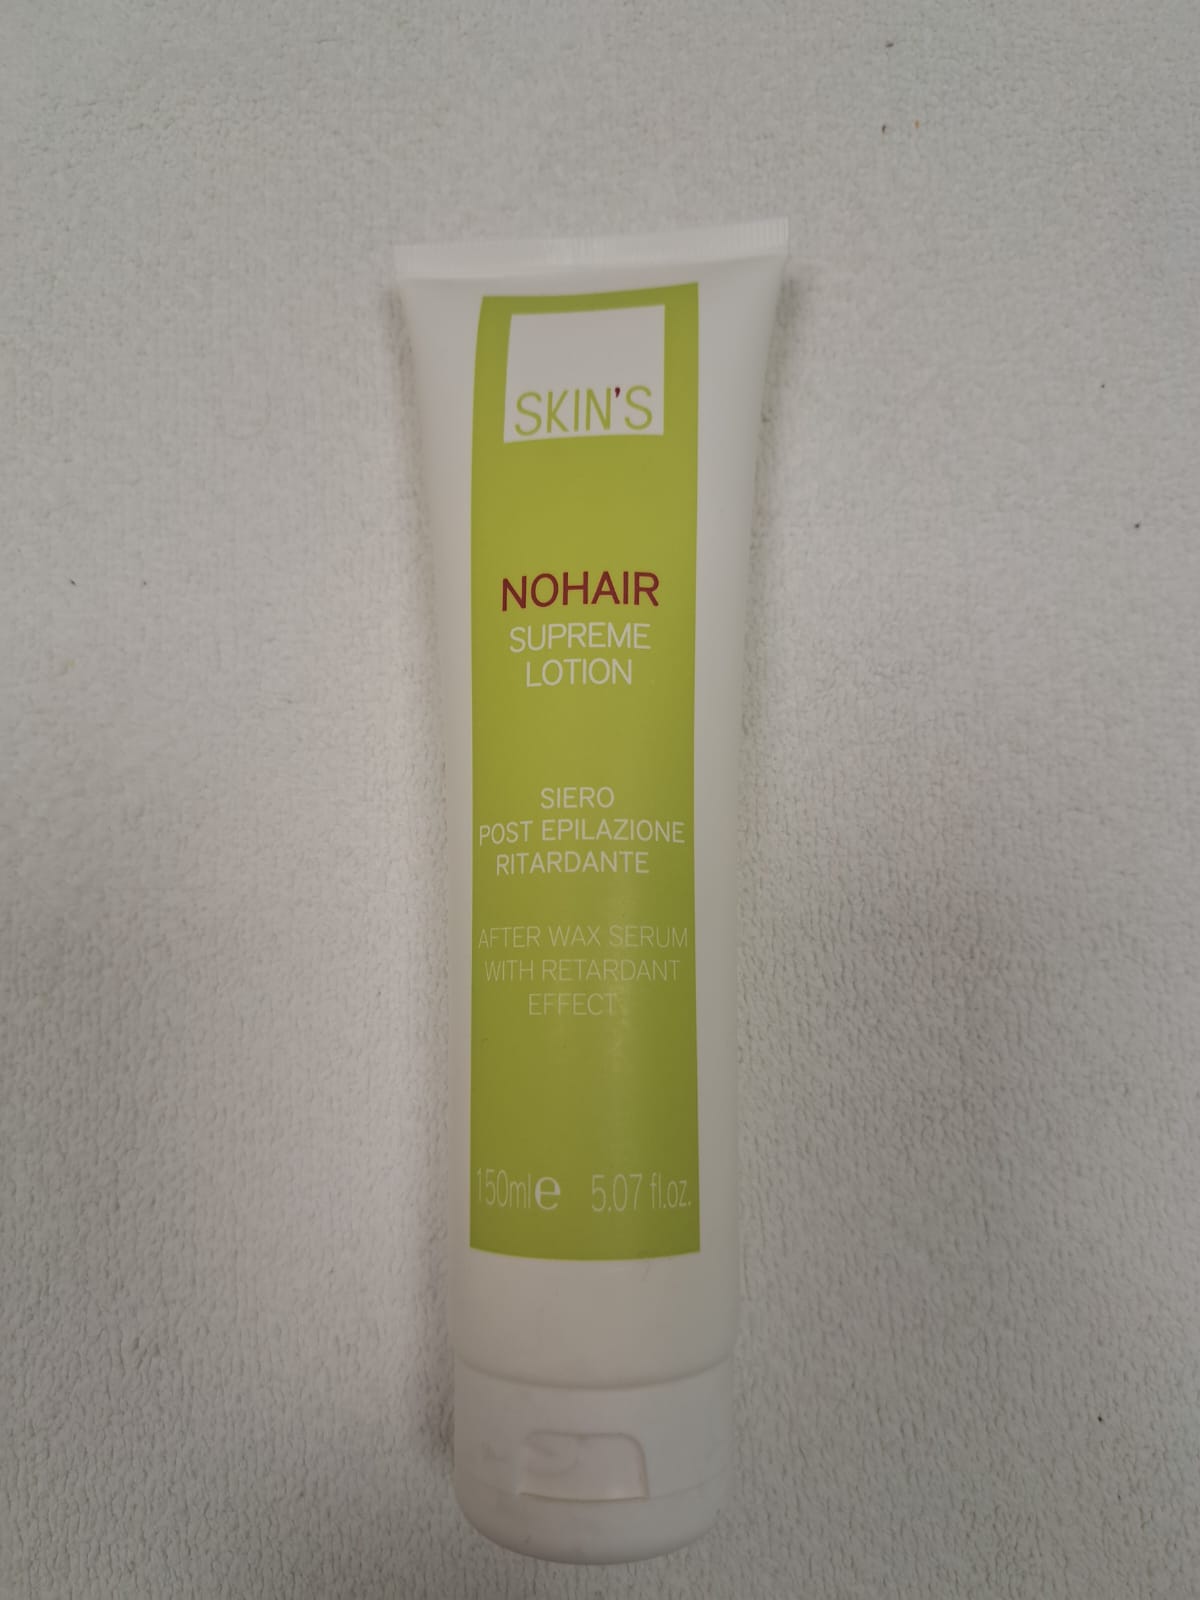 SKIN'S
NOHAIR
SUPREME
LOTION
SIERO
POST EPILAZIONE
RITARDANTE
AFTER WAX SERUM
WITH RETARDANT
EFFECT
150ml e 5.07 fl.oz.